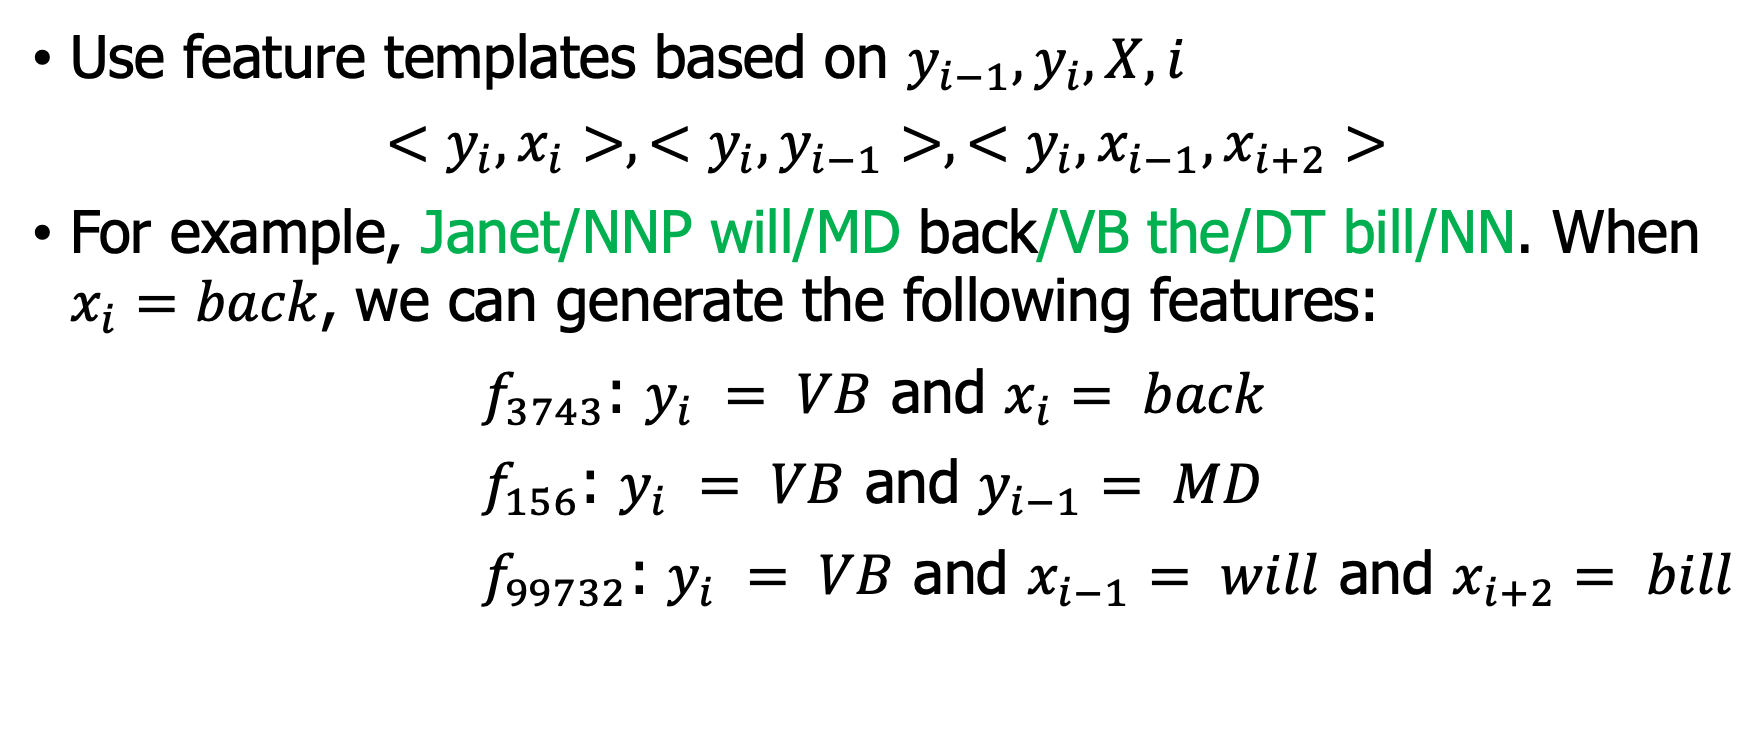 • Use feature templates based on yᵢ₋₁, yᵢ, X, i
< yᵢ, xᵢ >, < yᵢ, yᵢ₋₁ >, < yᵢ, xᵢ₋₁, xᵢ₊₂ >
• For example, Janet/NNP will/MD back/VB the/DT bill/NN. When
xᵢ = back, we can generate the following features:
f₃₇₄₃: yᵢ = VB and xᵢ = back
f₁₅₆: yᵢ = VB and yᵢ₋₁ = MD
f₉₉₇₃₂: yᵢ = VB and xᵢ₋₁ = will and xᵢ₊₂ = bill